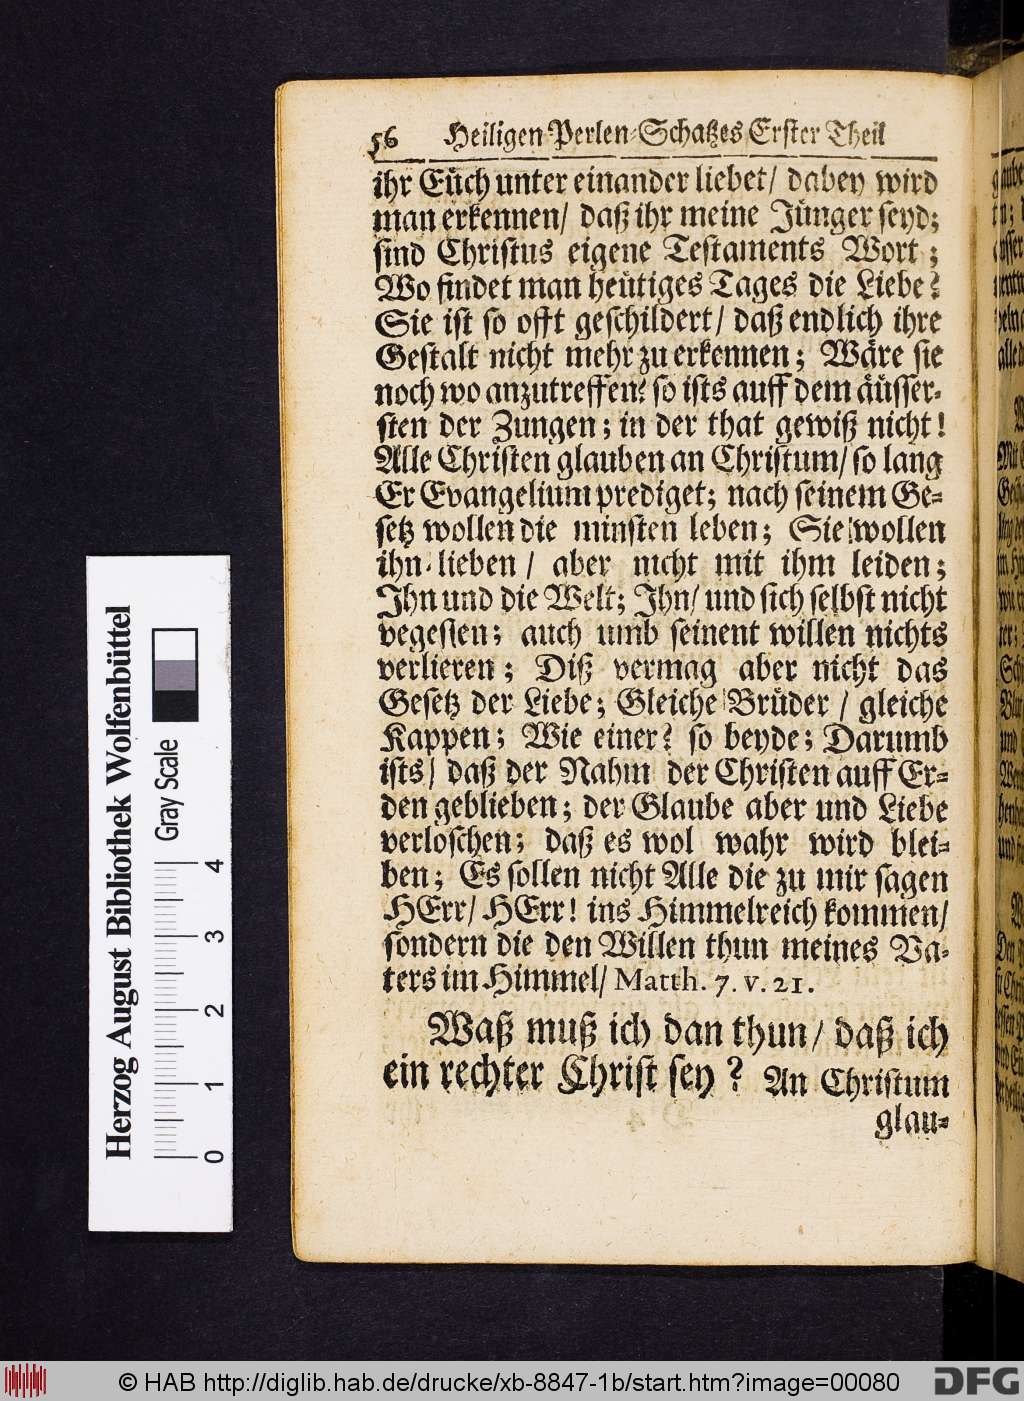 56 Heiligen Perlen-Schatzes Erster Theil
ihr Euch unter einander liebet/ dabey wird
man erkennen/ daß ihr meine Jünger seyd;
sind Christus eigene Testaments Wort;
Wo findet man heutiges Tages die Liebe?
Sie ist so offt geschildert/ daß endlich ihre
Gestalt nicht mehr zu erkennen; Wäre sie
noch wo anzutreffen? so ists auff dem äüsser-
sten der Zungen; in der that gewiß nicht!
Alle Christen glauben an Christum/ so lang
Er Evangelium prediget; nach seinem Ge-
setz wollen die minsten leben; Sie wollen
ihn lieben/ aber nicht mit ihm leiden;
Ihn und die Welt; Ihn/ und sich selbst nicht
vegessen; auch umb seinent willen nichts
verlieren; Diß vermag aber nicht das
Gesetz der Liebe; Gleiche Brüder/ gleiche
Kappen; Wie einer? so beyde; Darumb
ists/ daß der Nahm der Christen auff Er-
den geblieben; der Glaube aber und Liebe
verloschen; daß es wol wahr wird blei-
ben; Es sollen nicht Alle die zu mir sagen
HErr/ HErr! ins Himmelreich kommen/
sondern die den Willen thun meines Va-
ters im Himmel/ Matth. 7. v. 21.
Waß muß ich dan thun/ daß ich
ein rechter Christ sey? An Christum
glau-
Herzog August Bibliothek Wolfenbüttel
Gray Scale
0 1 2 3 4
© HAB http://diglib.hab.de/drucke/xb-8847-1b/start.htm?image=00080
DFG